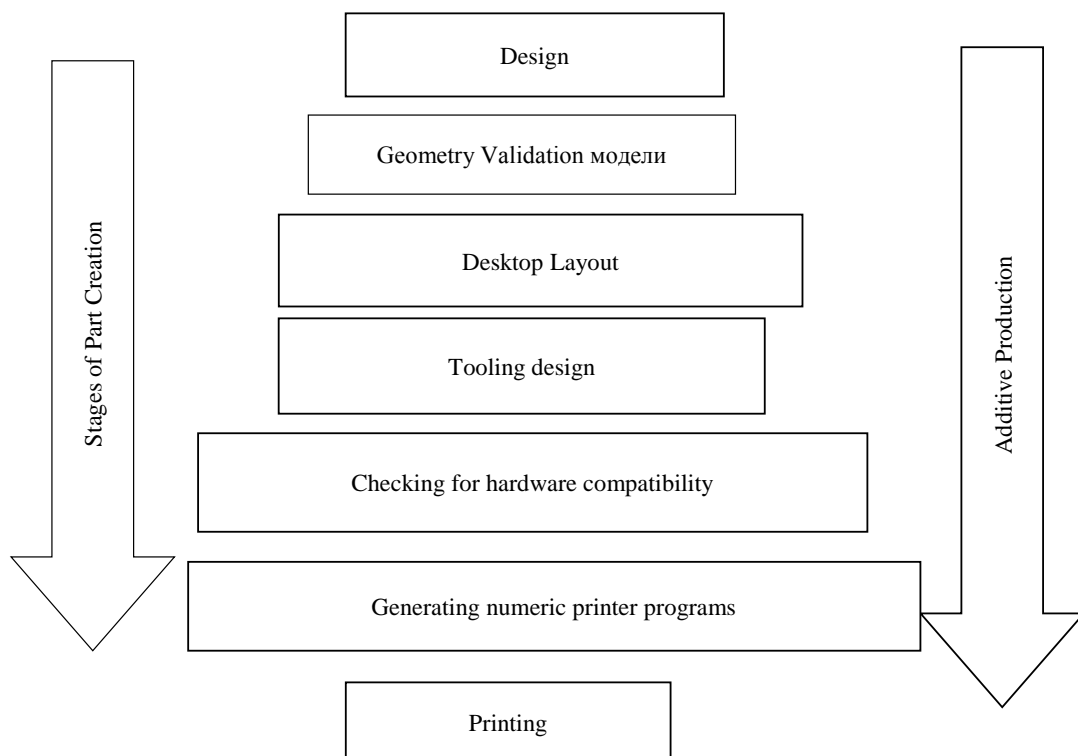 Design
Geometry Validation модели
Desktop Layout
Tooling design
Checking for hardware compatibility
Generating numeric printer programs
Printing
Stages of Part Creation
Additive Production